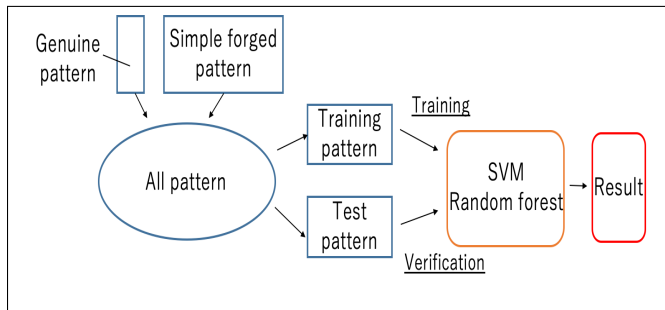 Genuine
pattern
Simple forged
pattern
All pattern
Training
pattern
Test
pattern
Training
Verification
SVM
Random forest
Result